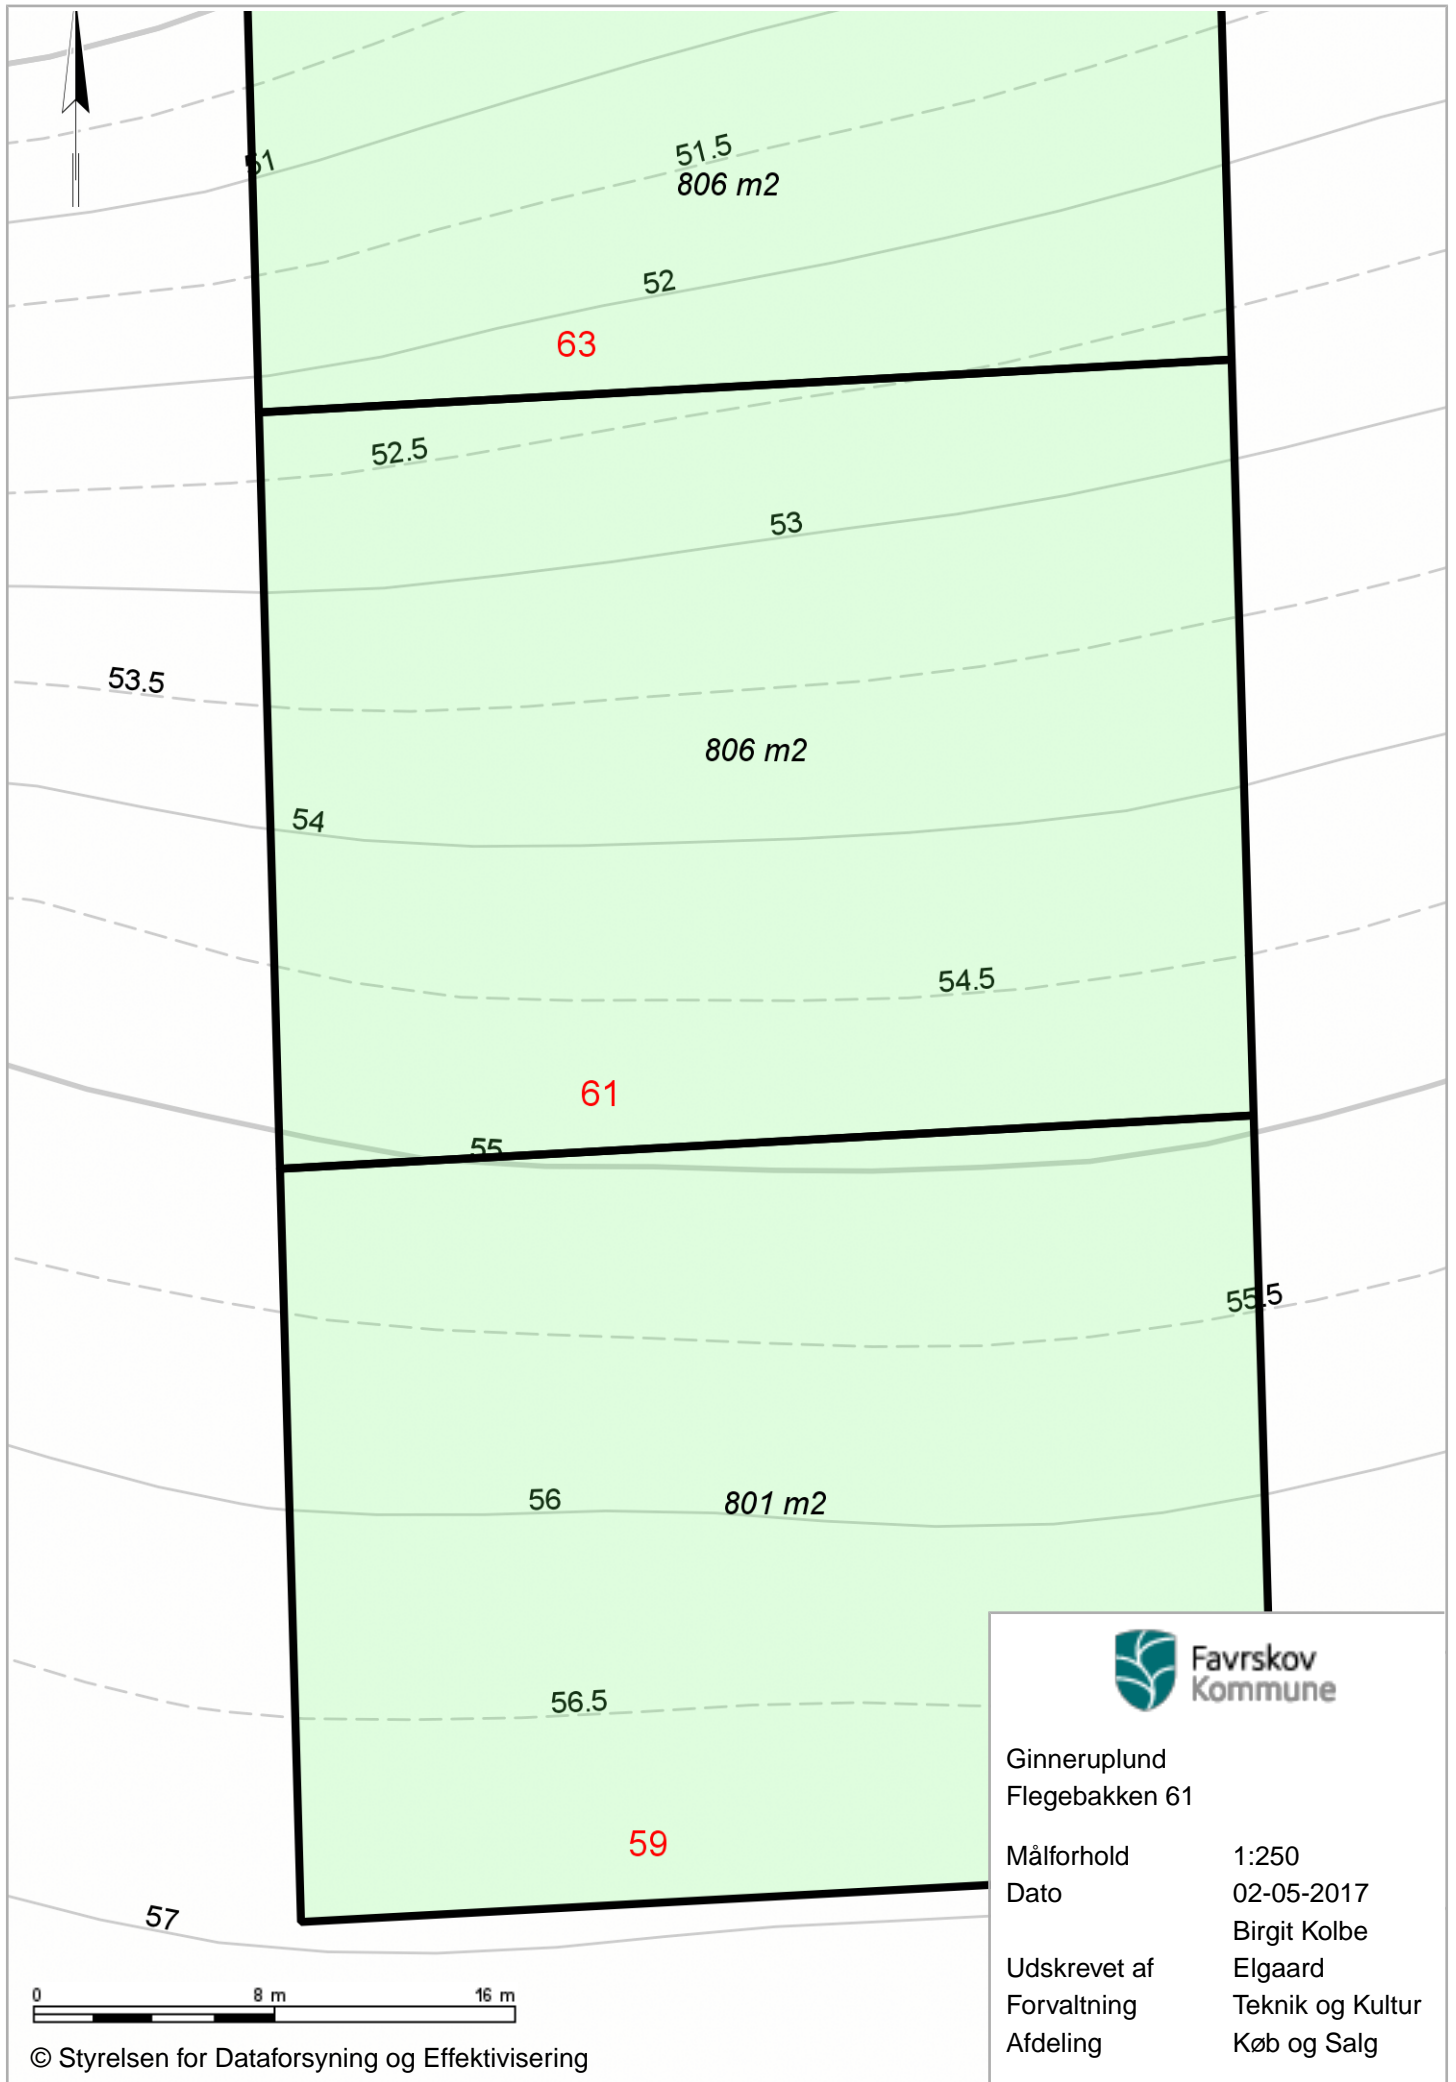 51
51.5
806 m2
52
63
52.5
53
53.5
806 m2
54
54.5
61
55
55.5
56
801 m2
56.5
59
57
Favrskov
Kommune
Ginneruplund
Flegebakken 61
Målforhold 1:250
Dato 02-05-2017
Birgit Kolbe
Udskrevet af Elgaard
Forvaltning Teknik og Kultur
Afdeling Køb og Salg
0 8 m 16 m
© Styrelsen for Dataforsyning og Effektivisering